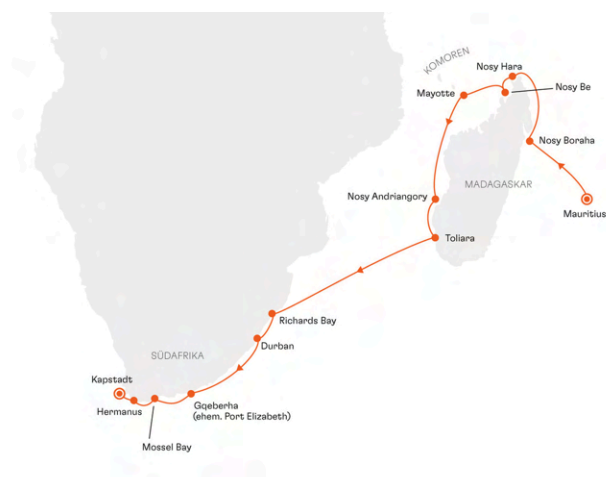 Nosy Hara
KOMOREN
Mayotte
Nosy Be
Nosy Boraha
MADAGASKAR
Nosy Andriangory
Mauritius
Toliara
Richards Bay
Durban
SÜDAFRIKA
Kapstadt
Gqeberha
(ehem. Port Elizabeth)
Hermanus
Mossel Bay